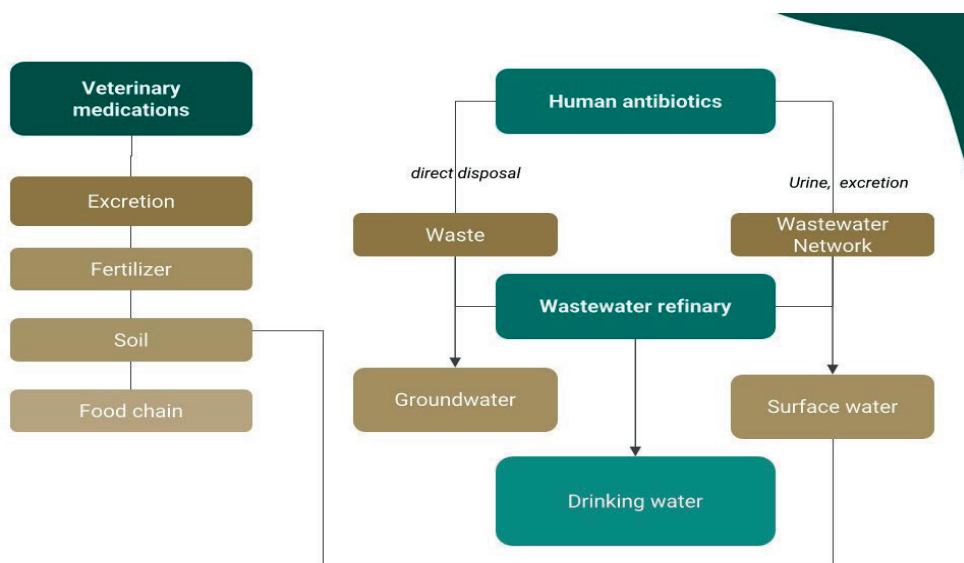 Veterinary
medications
Excretion
Fertilizer
Soil
Food chain
Human antibiotics
direct disposal
Urine, excretion
Waste
Wastewater
Network
Wastewater refinary
Groundwater
Surface water
Drinking water